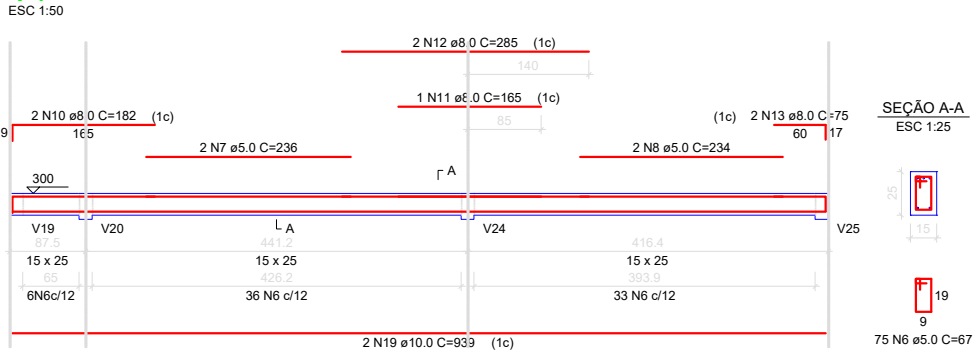 ESC 1:50
2 N12 ø8.0 C=285 (1c)
140
1 N11 ø8.0 C=165 (1c)
85
2 N10 ø8.0 C=182 (1c)
165
(1c) 2 N13 ø8.0 C=75
60 17
SEÇÃO A-A
ESC 1:25
2 N7 ø5.0 C=236
2 N8 ø5.0 C=234
A
300
25
15
V19 V20 A V24 V25
87.5 441.2 416.4
15 x 25 15 x 25 15 x 25
65 426.2 393.9
6N6c/12 36 N6 c/12 33 N6 c/12
19
9
2 N19 ø10.0 C=939 (1c)
75 N6 ø5.0 C=67